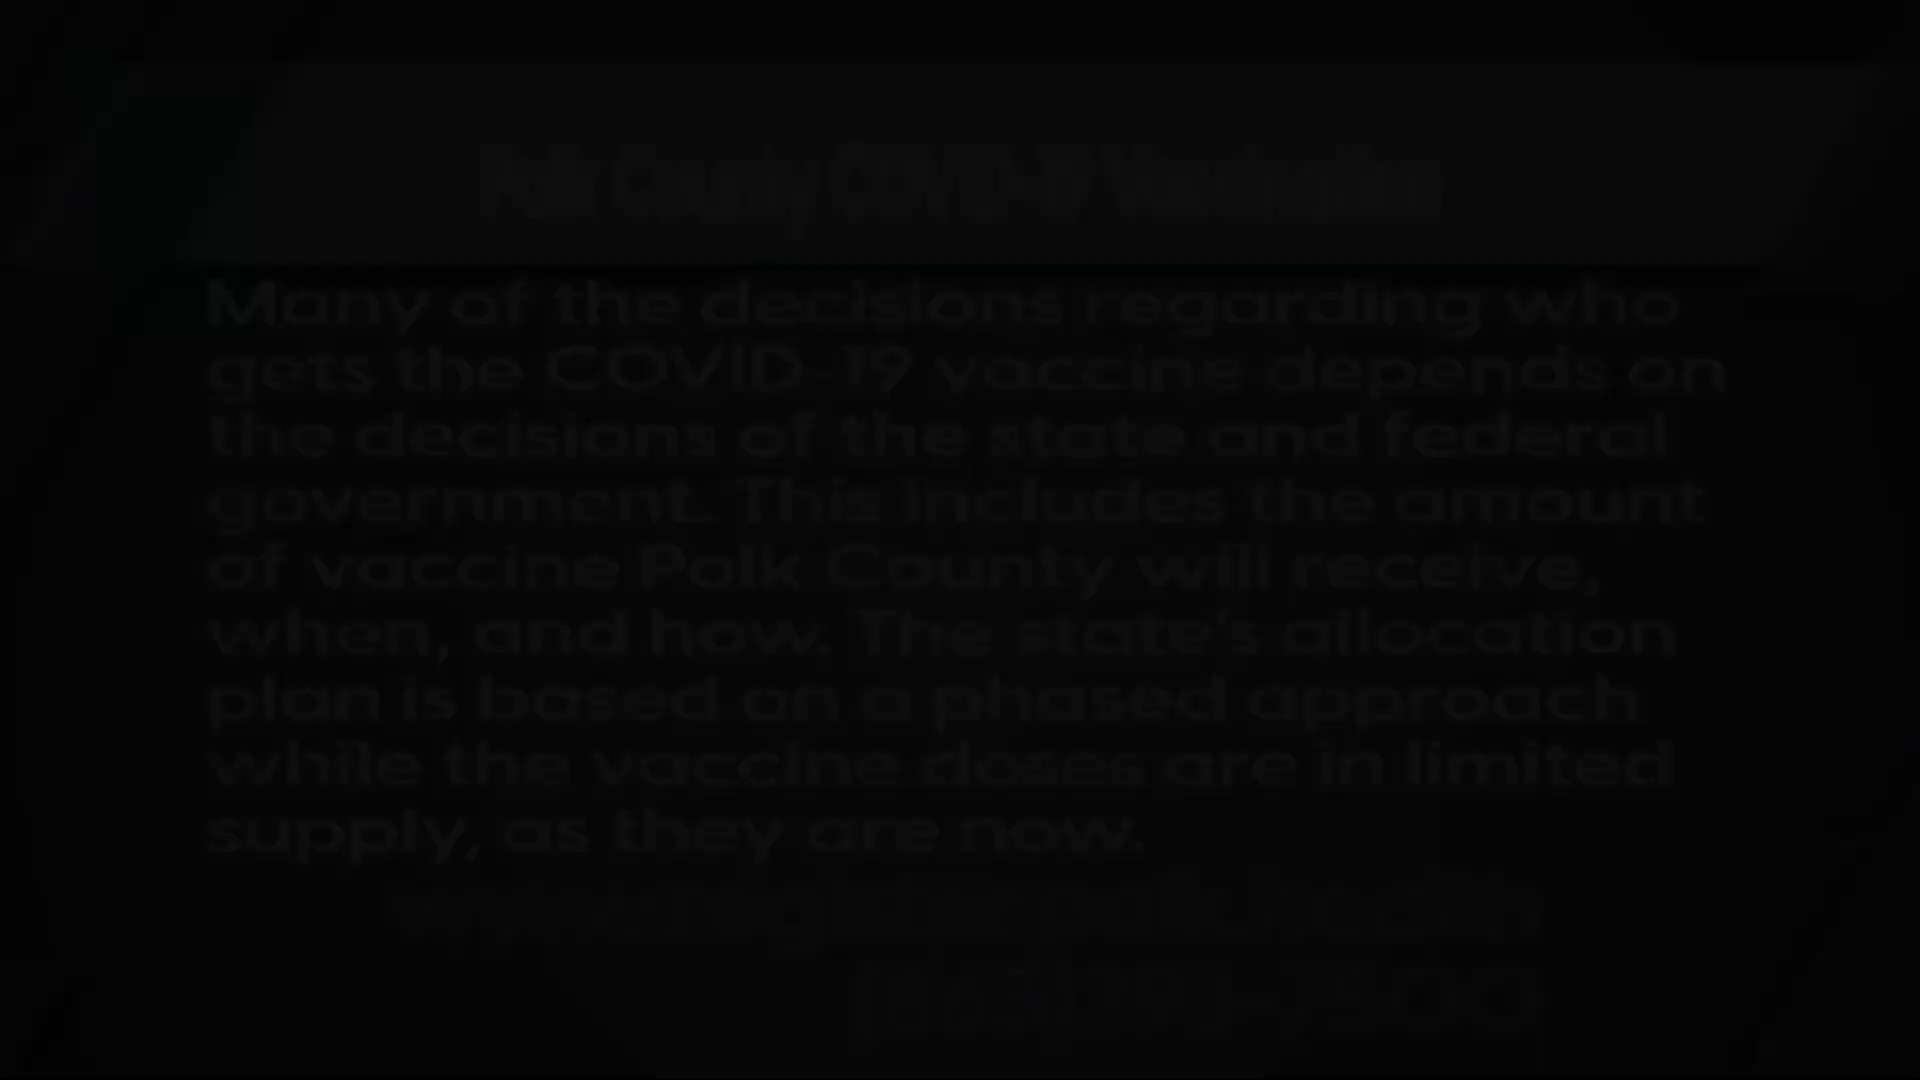 Polk County COVID-19 Vaccination
Many of the decisions regarding who
gets the COVID-19 vaccine depends on
the decisions of the state and federal
government. This includes the amount
of vaccine Polk County will receive,
when, and how. The state's allocation
plan is based on a phased approach
while the vaccine doses are in limited
supply, as they are now.